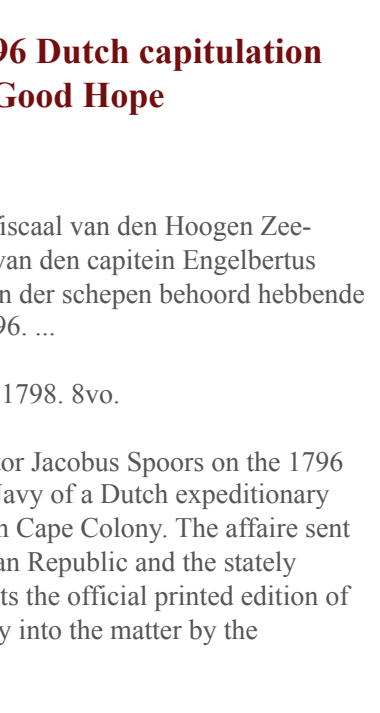 96 Dutch capitulation
Good Hope
iscaal van den Hoogen Zee-
van den capitein Engelbertus
n der schepen behoord hebbende
96. ...
1798. 8vo.
tor Jacobus Spoors on the 1796
Navy of a Dutch expeditionary
h Cape Colony. The affaire sent
an Republic and the stately
ts the official printed edition of
y into the matter by the